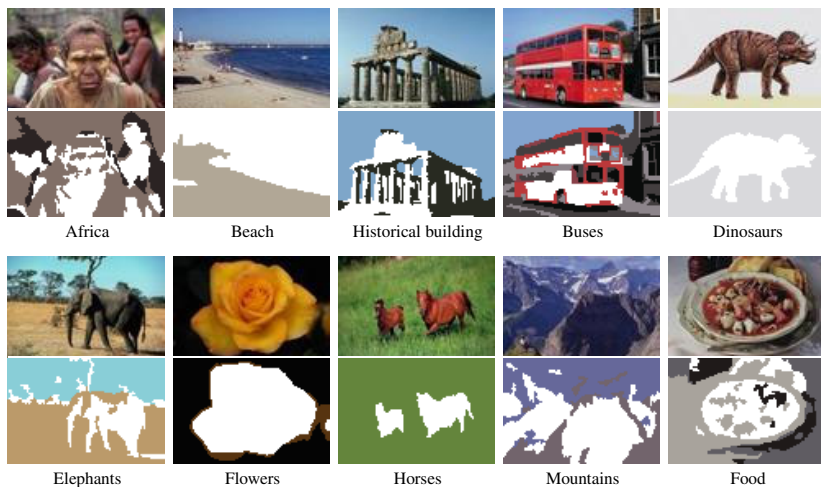 Africa
Beach
Historical building
Buses
Dinosaurs
Elephants
Flowers
Horses
Mountains
Food